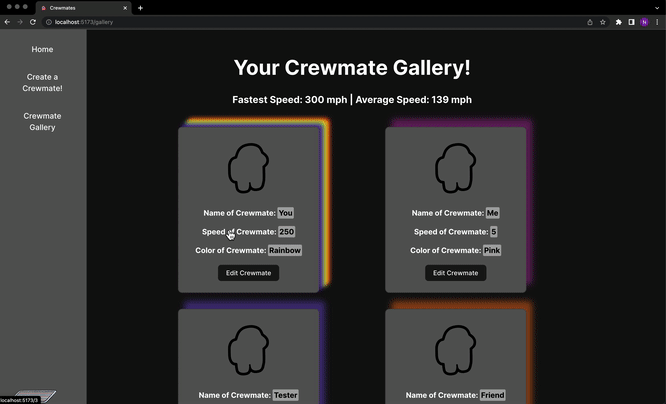 Crewmates
localhost:5173/gallery
Home
Create a
Crewmate!
Crewmate
Gallery
Your Crewmate Gallery!
Fastest Speed: 300 mph | Average Speed: 139 mph
Name of Crewmate: You
Speed of Crewmate: 250
Color of Crewmate: Rainbow
Edit Crewmate
Name of Crewmate: Me
Speed of Crewmate: 5
Color of Crewmate: Pink
Edit Crewmate
Name of Crewmate: Tester
Name of Crewmate: Friend
localhost:5173/3